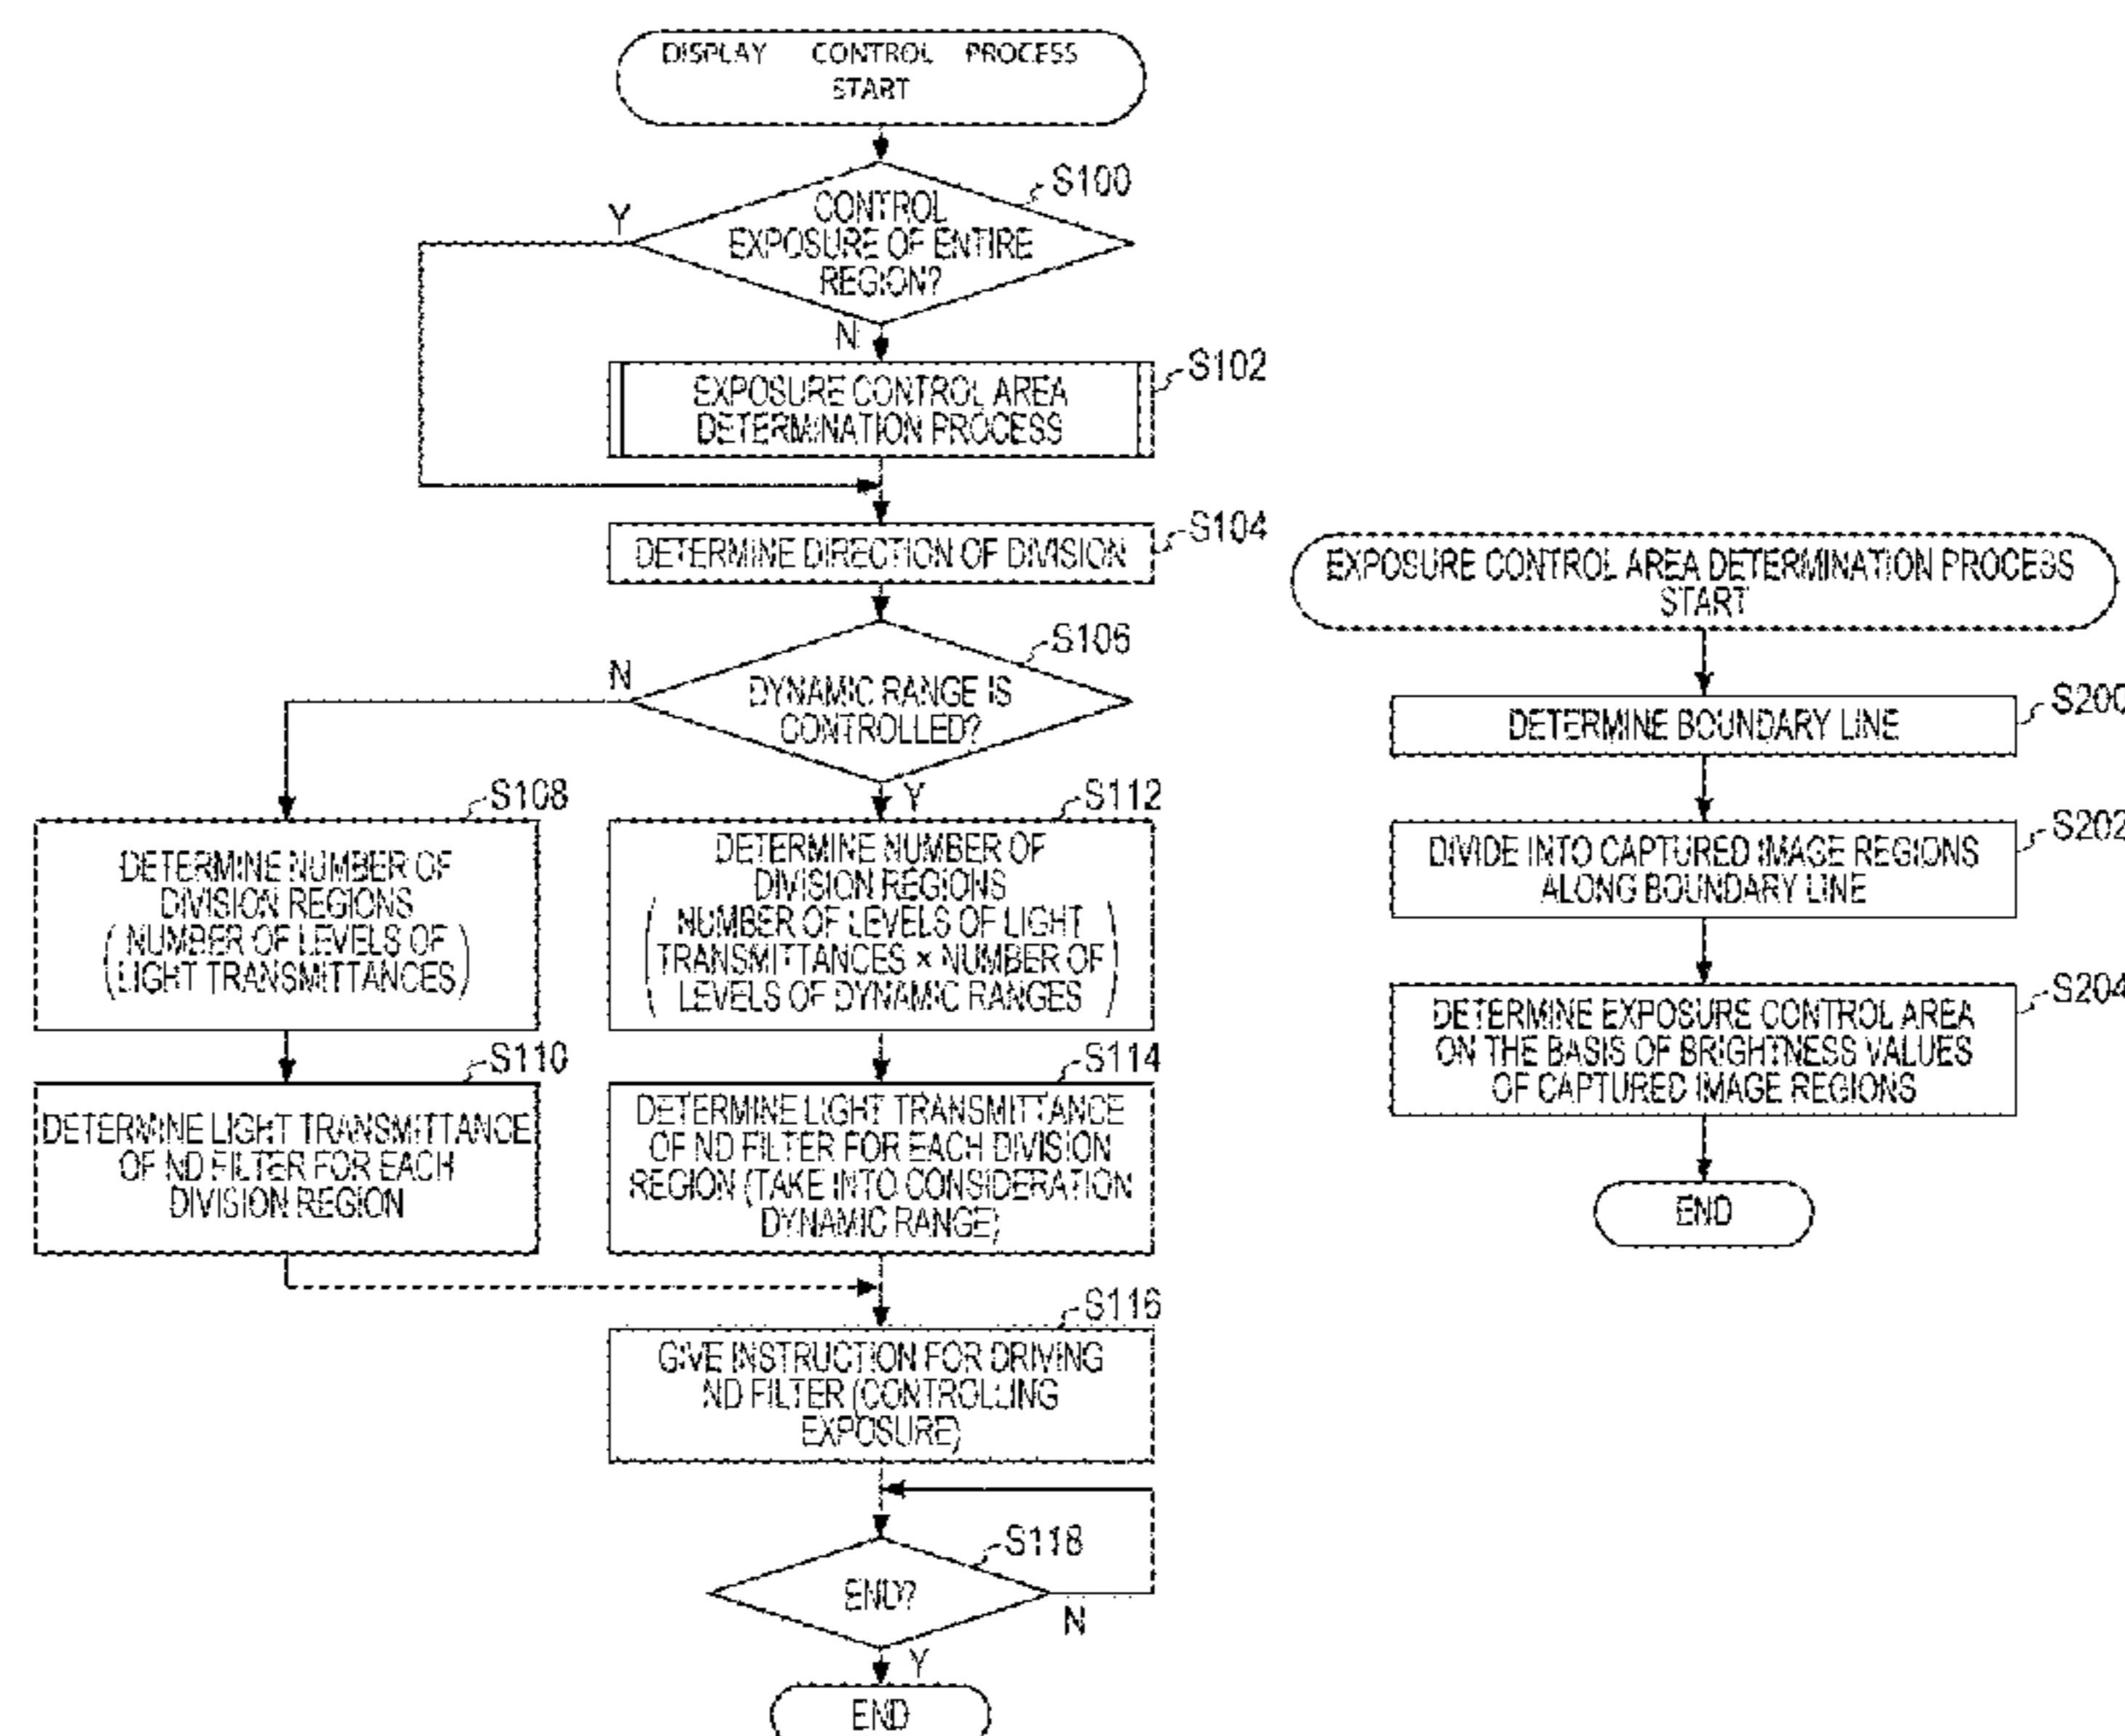 DISPLAY CONTROL PROCESS
START
S100
CONTROL
EXPOSURE OF ENTIRE
REGION?
Y
N
S102
EXPOSURE CONTROL AREA
DETERMINATION PROCESS
S104
DETERMINE DIRECTION OF DIVISION
S106
DYNAMIC RANGE IS
CONTROLLED?
N
Y
S108
DETERMINE NUMBER OF
DIVISION REGIONS
(NUMBER OF LEVELS OF
LIGHT TRANSMITTANCES)
S112
DETERMINE NUMBER OF
DIVISION REGIONS
(NUMBER OF LEVELS OF LIGHT
TRANSMITTANCES × NUMBER OF
LEVELS OF DYNAMIC RANGES)
S110
DETERMINE LIGHT TRANSMITTANCE
OF ND FILTER FOR EACH
DIVISION REGION
S114
DETERMINE LIGHT TRANSMITTANCE
OF ND FILTER FOR EACH DIVISION
REGION (TAKE INTO CONSIDERATION
DYNAMIC RANGE)
S116
GIVE INSTRUCTION FOR DRIVING
ND FILTER (CONTROLLING
EXPOSURE)
S118
END?
N
Y
END
EXPOSURE CONTROL AREA DETERMINATION PROCESS
START
S200
DETERMINE BOUNDARY LINE
S202
DIVIDE INTO CAPTURED IMAGE REGIONS
ALONG BOUNDARY LINE
S204
DETERMINE EXPOSURE CONTROL AREA
ON THE BASIS OF BRIGHTNESS VALUES
OF CAPTURED IMAGE REGIONS
END